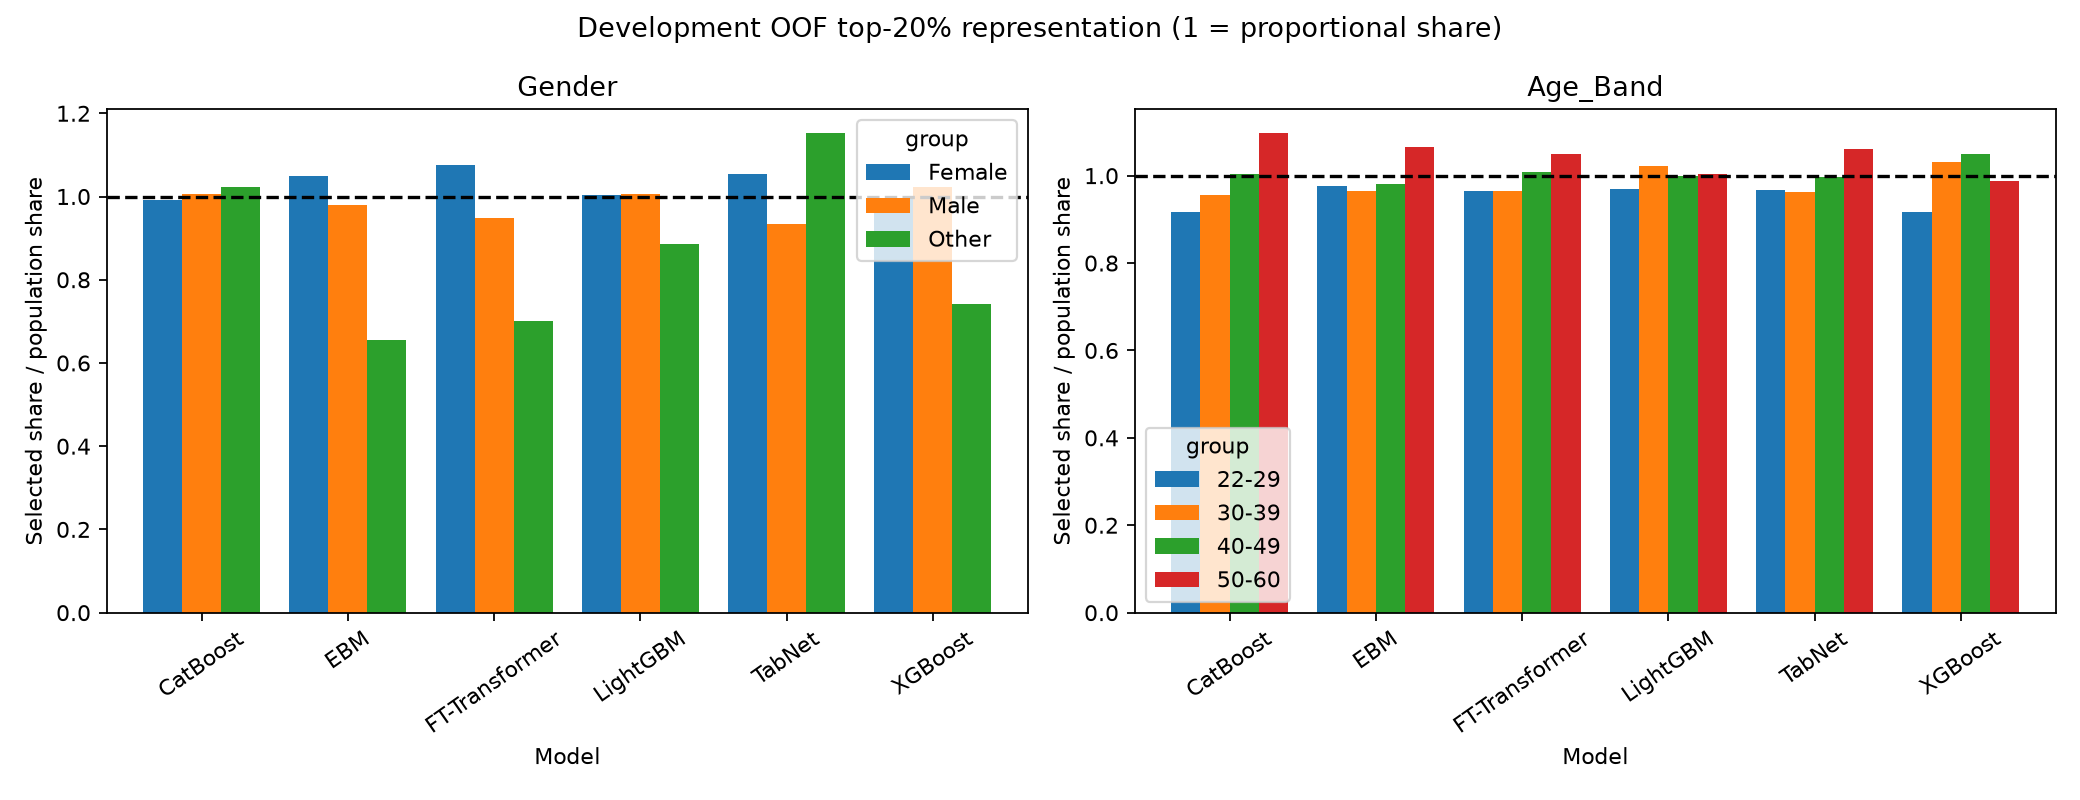 Development OOF top-20% representation (1 = proportional share)
Gender
Selected share / population share
1.2
1.0
0.8
0.6
0.4
0.2
0.0
group
Female
Male
Other
CatBoost
EBM
FT-Transformer
LightGBM
TabNet
XGBoost
Model
Age_Band
Selected share / population share
1.0
0.8
0.6
0.4
0.2
0.0
group
22-29
30-39
40-49
50-60
CatBoost
EBM
FT-Transformer
LightGBM
TabNet
XGBoost
Model